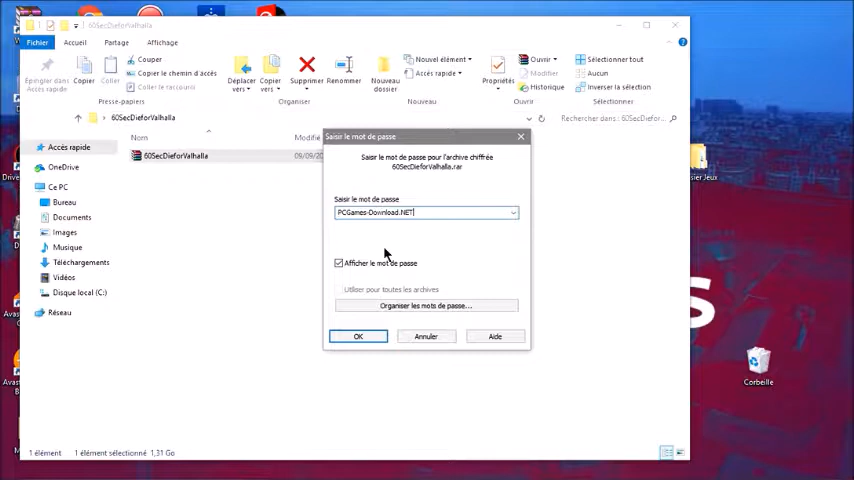 60SecDieforValhalla
Fichier Accueil Partage Affichage
Épingler dans Accès rapide
Copier
Coller
Couper
Copier le chemin d'accès
Coller le raccourci
Déplacer vers
Copier vers
Supprimer
Renommer
Nouveau dossier
Nouvel élément
Accès rapide
Propriétés
Ouvrir
Modifier
Historique
Sélectionner tout
Aucun
Inverser la sélection
Presse-papiers Organiser Nouveau Ouvrir Sélectionner
60SecDieforValhalla
Rechercher dans : 60SecDiefor...
Nom
Modifié
60SecDieforValhalla
Accès rapide
OneDrive
Ce PC
Bureau
Documents
Images
Musique
Téléchargements
Vidéos
Disque local (C:)
Réseau
Saisir le mot de passe
Saisir le mot de passe pour l'archive chiffrée
60SecDieforValhalla.rar
Saisir le mot de passe
PCGames-Download.NET
Afficher le mot de passe
Utiliser pour toutes les archives
Organiser les mots de passe...
OK Annuler Aide
1 élément 1 élément sélectionné 1,31 Go
sier Jeux
S
Corbeille